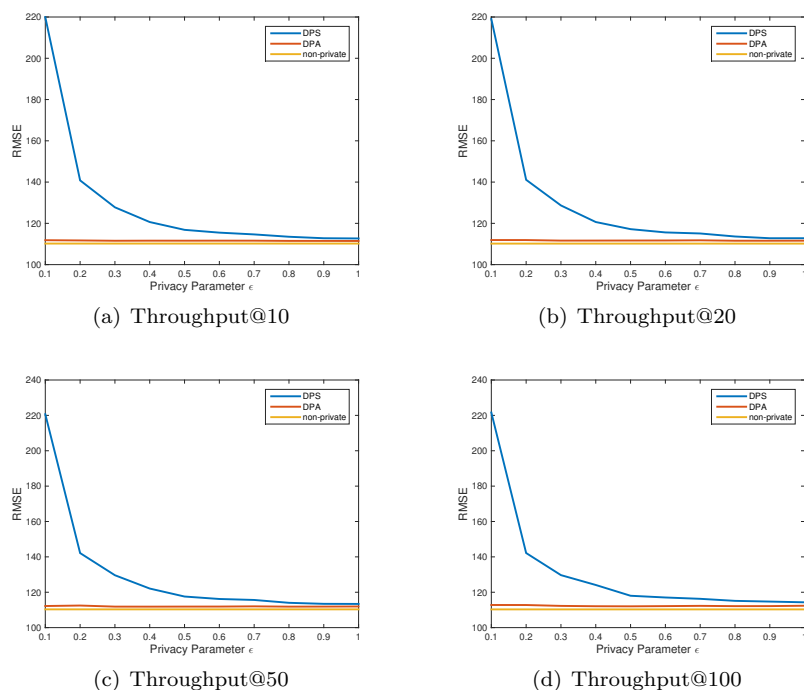 220
200
180
160
140
120
100
RMSE
DPS
DPA
non-private
0.1 0.2 0.3 0.4 0.5 0.6 0.7 0.8 0.9 1
Privacy Parameter ϵ
(a) Throughput@10
220
200
180
160
140
120
100
RMSE
DPS
DPA
non-private
0.1 0.2 0.3 0.4 0.5 0.6 0.7 0.8 0.9 1
Privacy Parameter ϵ
(b) Throughput@20
240
220
200
180
160
140
120
100
RMSE
DPS
DPA
non-private
0.1 0.2 0.3 0.4 0.5 0.6 0.7 0.8 0.9 1
Privacy Parameter ϵ
(c) Throughput@50
240
220
200
180
160
140
120
100
RMSE
DPS
DPA
non-private
0.1 0.2 0.3 0.4 0.5 0.6 0.7 0.8 0.9 1
Privacy Parameter ϵ
(d) Throughput@100